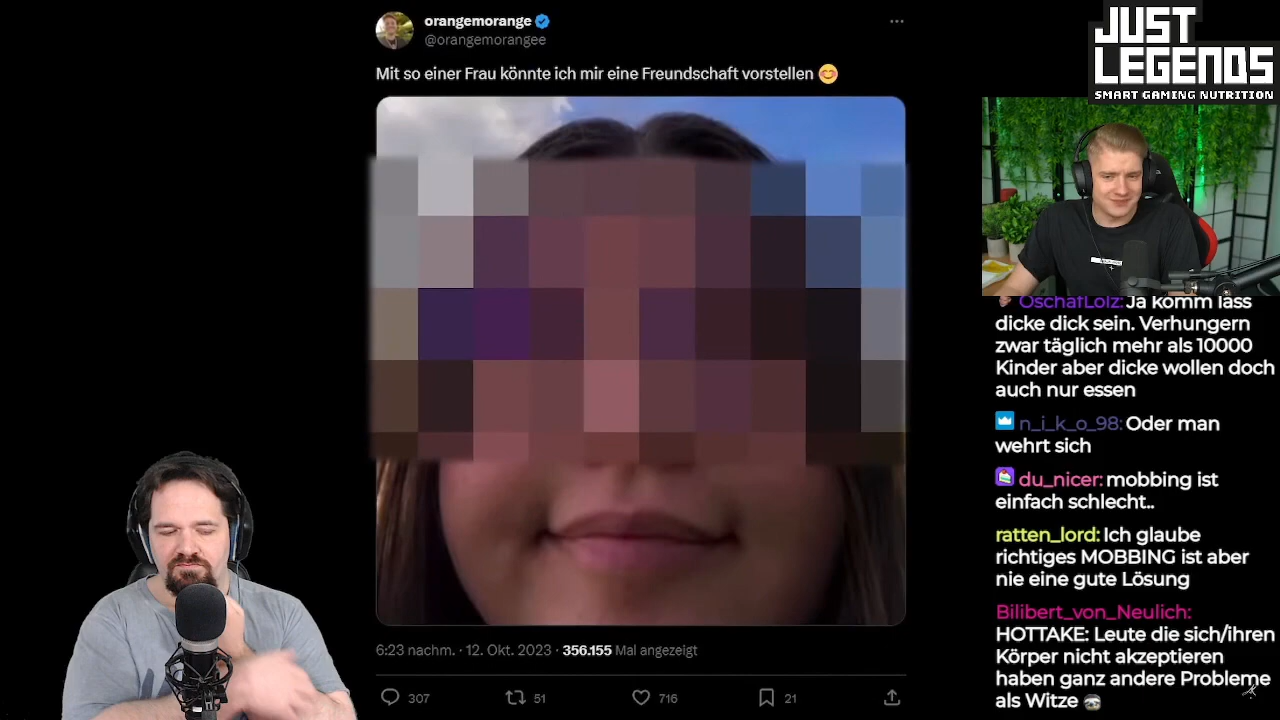 orangemorange
@orangemorangee
Mit so einer Frau könnte ich mir eine Freundschaft vorstellen 😊
6:23 nachm. · 12. Okt. 2023 · 356.155 Mal angezeigt
307
51
716
21
JUST
LEGENDS
SMART GAMING NUTRITION
OschafLolz: Ja komm lass
dicke dick sein. Verhungern
zwar täglich mehr als 10000
Kinder aber dicke wollen doch
auch nur essen
n_i_k_o_98: Oder man
wehrt sich
du_nicer: mobbing ist
einfach schlecht..
ratten_lord: Ich glaube
richtiges MOBBING ist aber
nie eine gute Lösung
Bilibert_von_Neulich:
HOTTAKE: Leute die sich/ihren
Körper nicht akzeptieren
haben ganz andere Probleme
als Witze